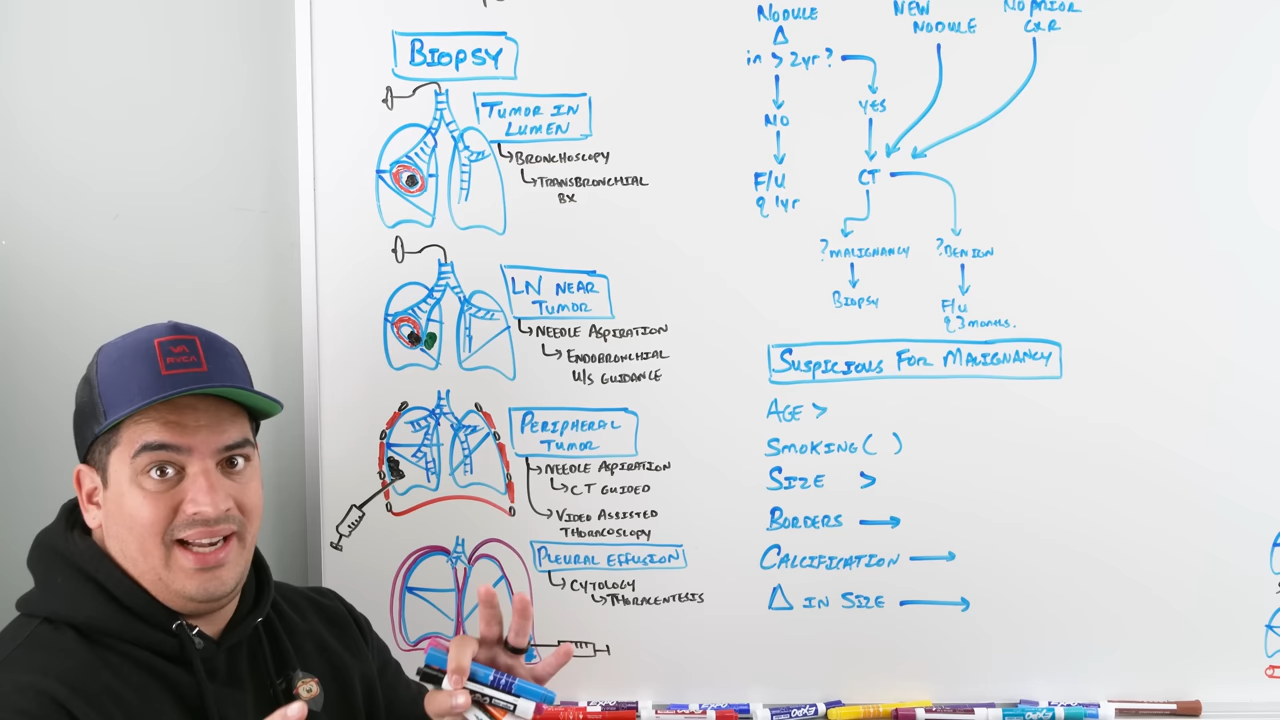 BIOPSY
TUMOR IN
LUMEN
BRONCHOSCOPY
TRANSBRONCHIAL
BX
LN NEAR
TUMOR
NEEDLE ASPIRATION
ENDOBRONCHIAL
U/S GUIDANCE
PERIPHERAL
TUMOR
NEEDLE ASPIRATION
CT GUIDED
VIDEO ASSISTED
THORACOSCOPY
PLEURAL EFFUSION
CYTOLOGY
THORACENTESIS
NODULE
Δ
in > 2yr?
NO
F/U
q 1yr
YES
NEW
NODULE
NO PRIOR
CXR
CT
? MALIGNANCY
BIOPSY
? BENIGN
F/U
q 3 months.
SUSPICIOUS FOR MALIGNANCY
AGE >
SMOKING ( )
SIZE >
BORDERS →
CALCIFICATION →
Δ IN SIZE →
RVCA
EXPO